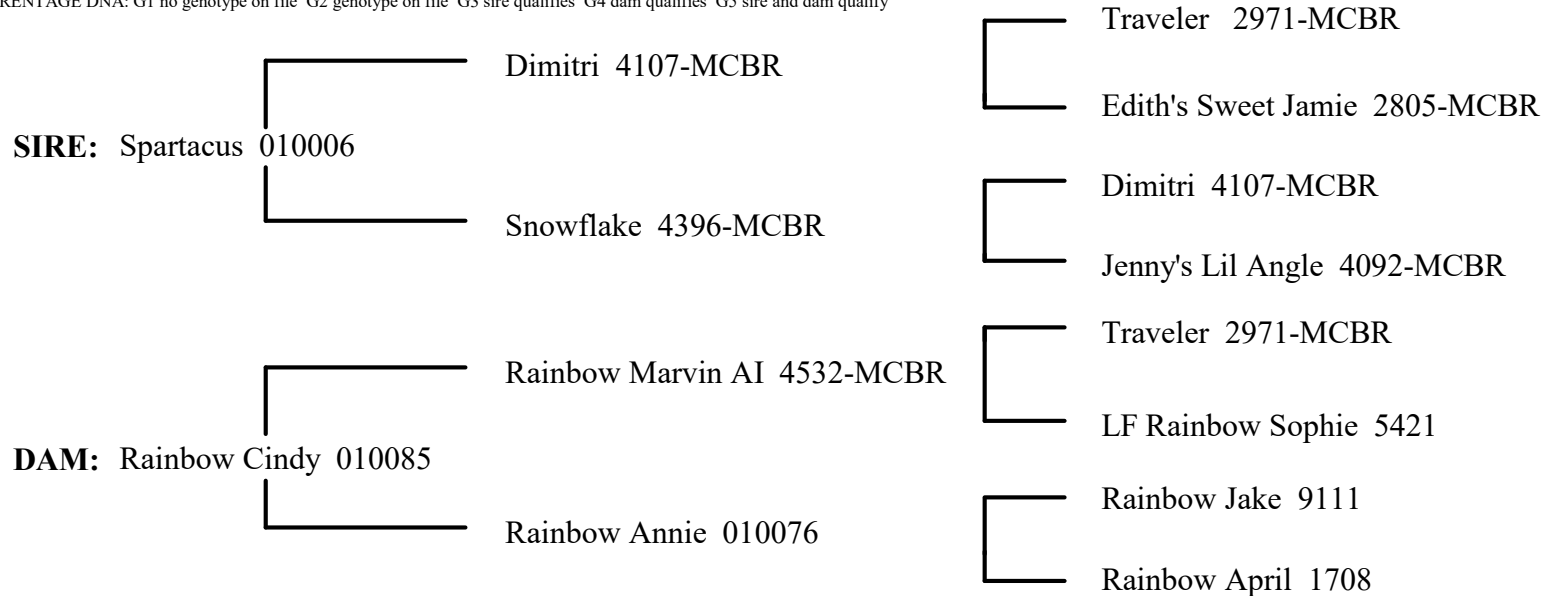 DNA: G1 no genotype on file G2 genotype on file G3 sire qualifies G4 dam qualifies G5 sire and dam qualify
Traveler 2971-MCBR
Dimitri 4107-MCBR
Edith's Sweet Jamie 2805-MCBR
SIRE: Spartacus 010006
Dimitri 4107-MCBR
Snowflake 4396-MCBR
Jenny's Lil Angle 4092-MCBR
Traveler 2971-MCBR
Rainbow Marvin AI 4532-MCBR
LF Rainbow Sophie 5421
DAM: Rainbow Cindy 010085
Rainbow Jake 9111
Rainbow Annie 010076
Rainbow April 1708